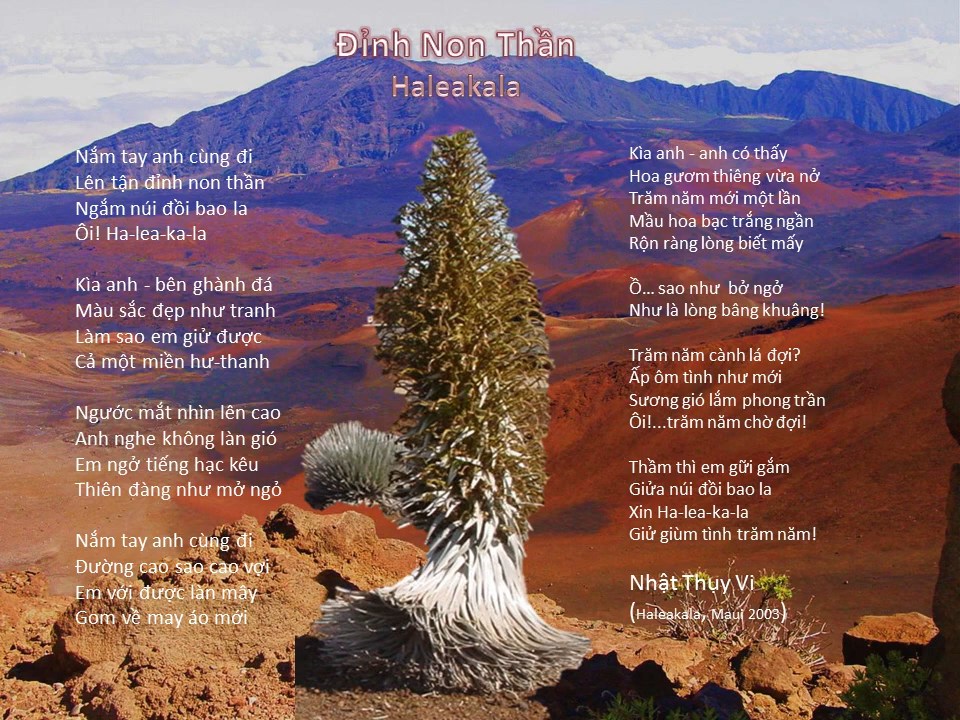 Đỉnh Non Thần
Haleakala
Nắm tay anh cùng đi
Lên tận đỉnh non thần
Ngắm núi đồi bao la
Ôi! Ha-lea-ka-la
Kìa anh - bên ghành đá
Màu sắc đẹp như tranh
Làm sao em giử được
Cả một miền hư-thanh
Ngước mắt nhìn lên cao
Anh nghe không làn gió
Em ngở tiếng hạc kêu
Thiên đàng như mở ngỏ
Nắm tay anh cùng đi
Đường cao sao cao vợi
Em với được làn mây
Gom về may áo mới
Kìa anh - anh có thấy
Hoa gươm thiêng vừa nở
Trăm năm mới một lần
Mầu hoa bạc trắng ngần
Rộn ràng lòng biết mấy
Ồ... sao như bở ngở
Như là lòng bâng khuâng!
Trăm năm cành lá đợi?
Ấp ôm tình như mới
Sương gió lắm phong trần
Ôi!...trăm năm chờ đợi!
Thầm thì em gữi gắm
Giửa núi đồi bao la
Xin Ha-lea-ka-la
Giử giùm tình trăm năm!
Nhật Thụy Vi
(Haleakala, Maui 2003)